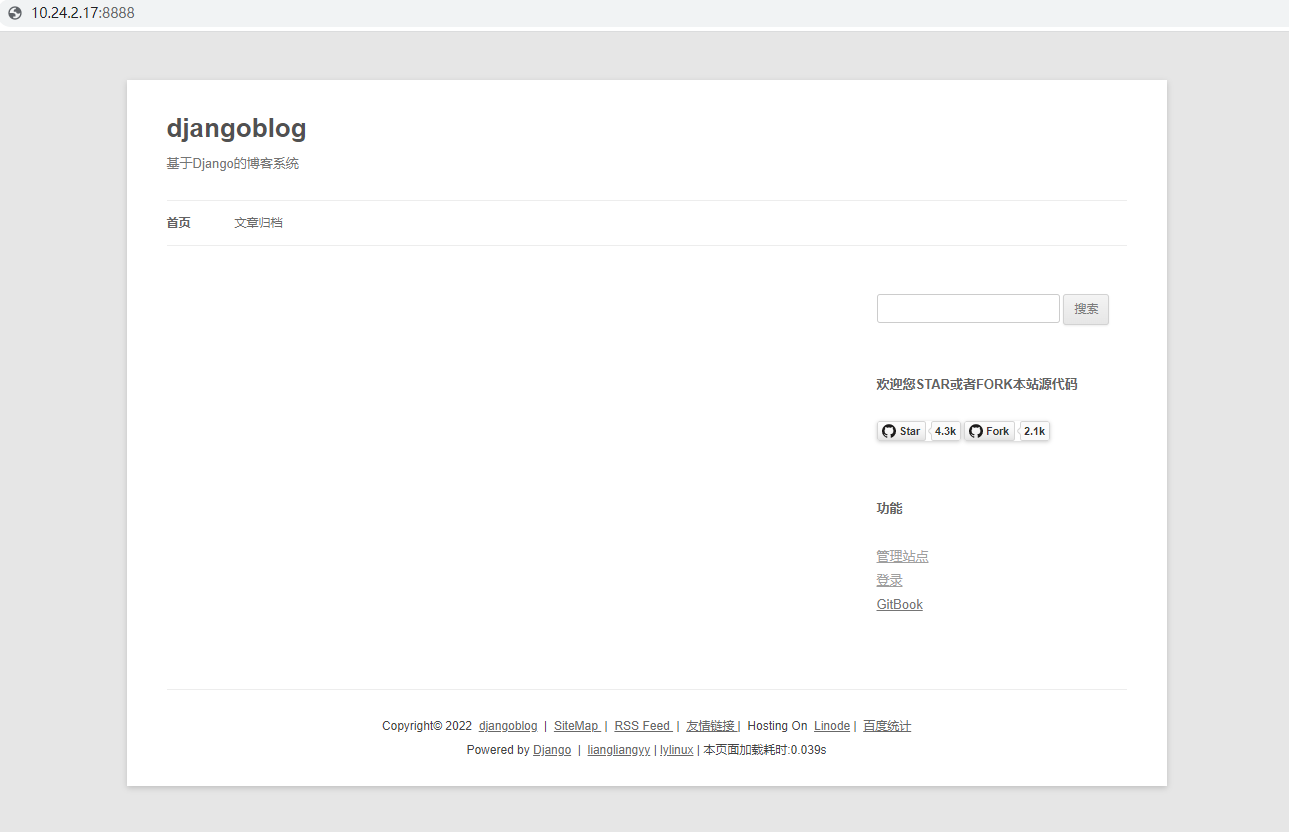 10.24.2.17:8888
djangoblog
基于Django的博客系统
首页 文章归档
搜索
欢迎您STAR或者FORK本站源代码
Star 4.3k Fork 2.1k
功能
管理站点
登录
GitBook
Copyright© 2022 djangoblog | SiteMap | RSS Feed | 友情链接 | Hosting On Linode | 百度统计
Powered by Django | liangliangyy | lylinux | 本页面加载耗时:0.039s